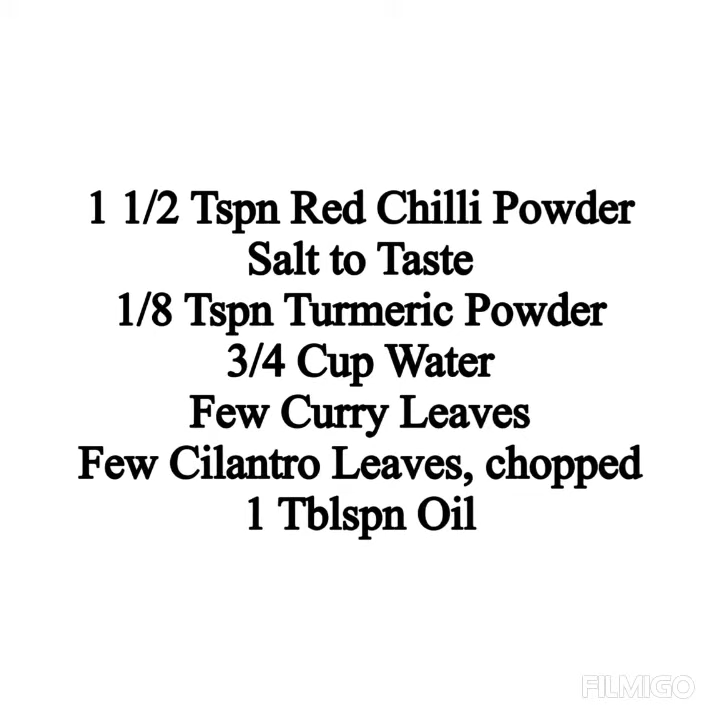 1 1/2 Tspn Red Chilli Powder
Salt to Taste
1/8 Tspn Turmeric Powder
3/4 Cup Water
Few Curry Leaves
Few Cilantro Leaves, chopped
1 Tblspn Oil
FILMIGO